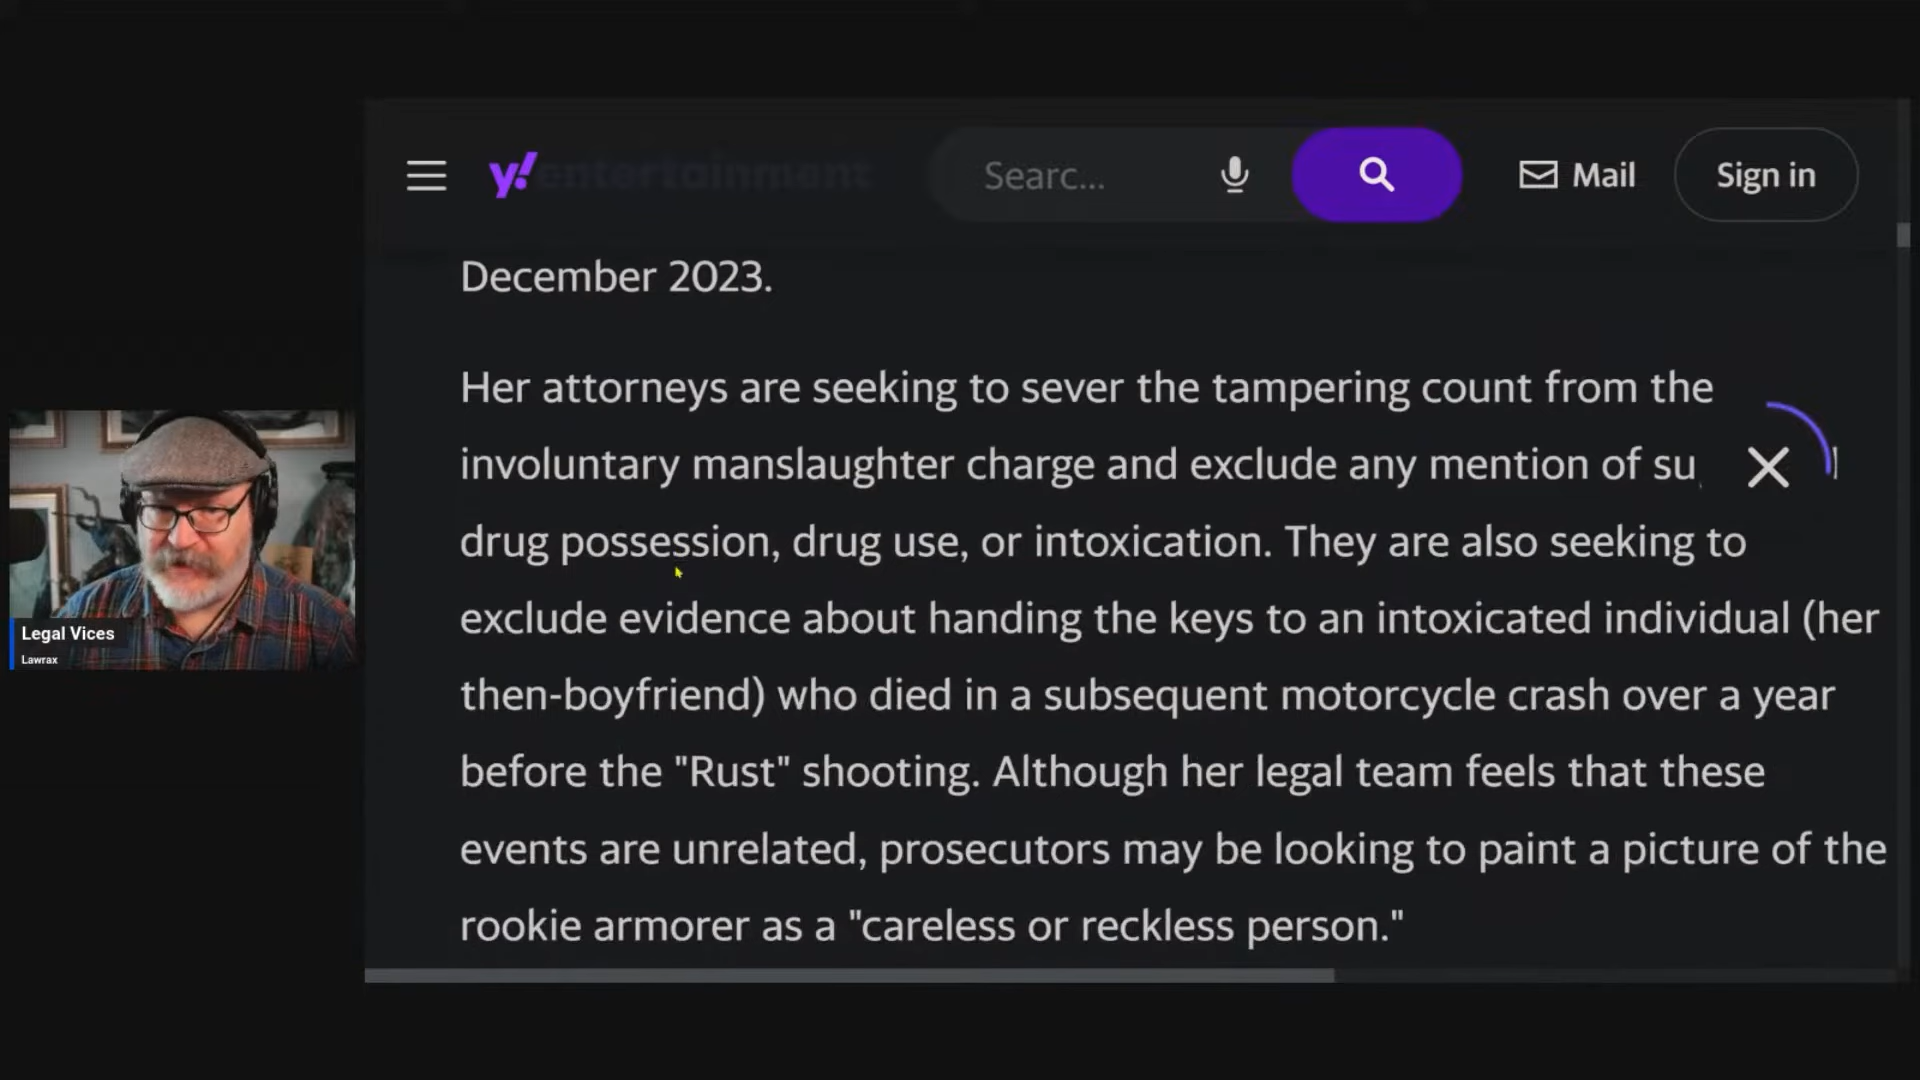 y! entertainment
Searc...
Mail
Sign in
December 2023.
Her attorneys are seeking to sever the tampering count from the
involuntary manslaughter charge and exclude any mention of su
drug possession, drug use, or intoxication. They are also seeking to
exclude evidence about handing the keys to an intoxicated individual (her
then-boyfriend) who died in a subsequent motorcycle crash over a year
before the "Rust" shooting. Although her legal team feels that these
events are unrelated, prosecutors may be looking to paint a picture of the
rookie armorer as a "careless or reckless person."
Legal Vices
Lawrax